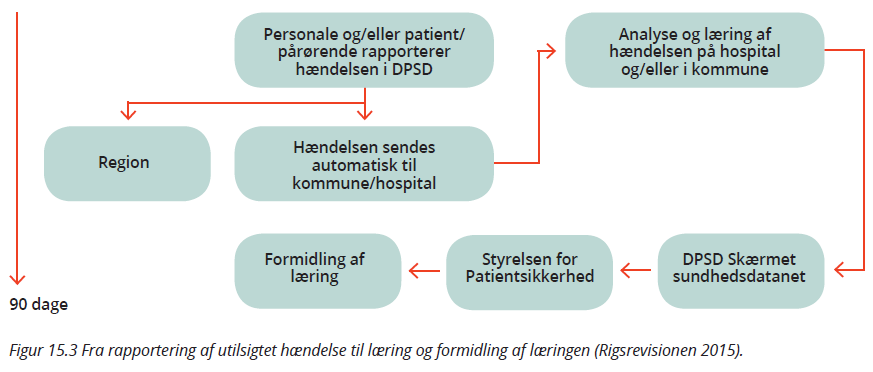 Personale og/eller patient/
pårørende rapporterer
hændelsen i DPSD
Analyse og læring af
hændelsen på hospital
og/eller i kommune
Region
Hændelsen sendes
automatisk til
kommune/hospital
Formidling af
læring
Styrelsen for
Patientsikkerhed
DPSD Skærmet
sundhedsdatanet
90 dage
Figur 15.3 Fra rapportering af utilsigtet hændelse til læring og formidling af læringen (Rigsrevisionen 2015).